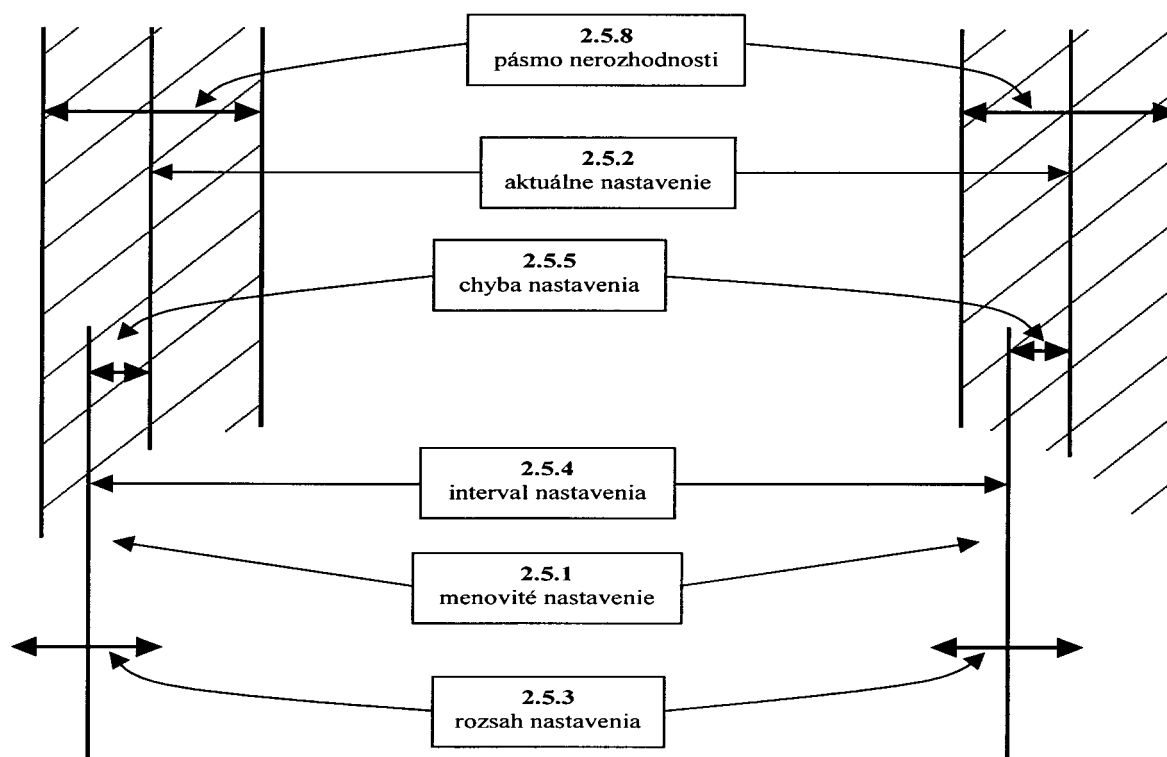 2.5.8
pásmo nerozhodnosti
2.5.2
aktuálne nastavenie
2.5.5
chyba nastavenia
2.5.4
interval nastavenia
2.5.1
menovité nastavenie
2.5.3
rozsah nastavenia